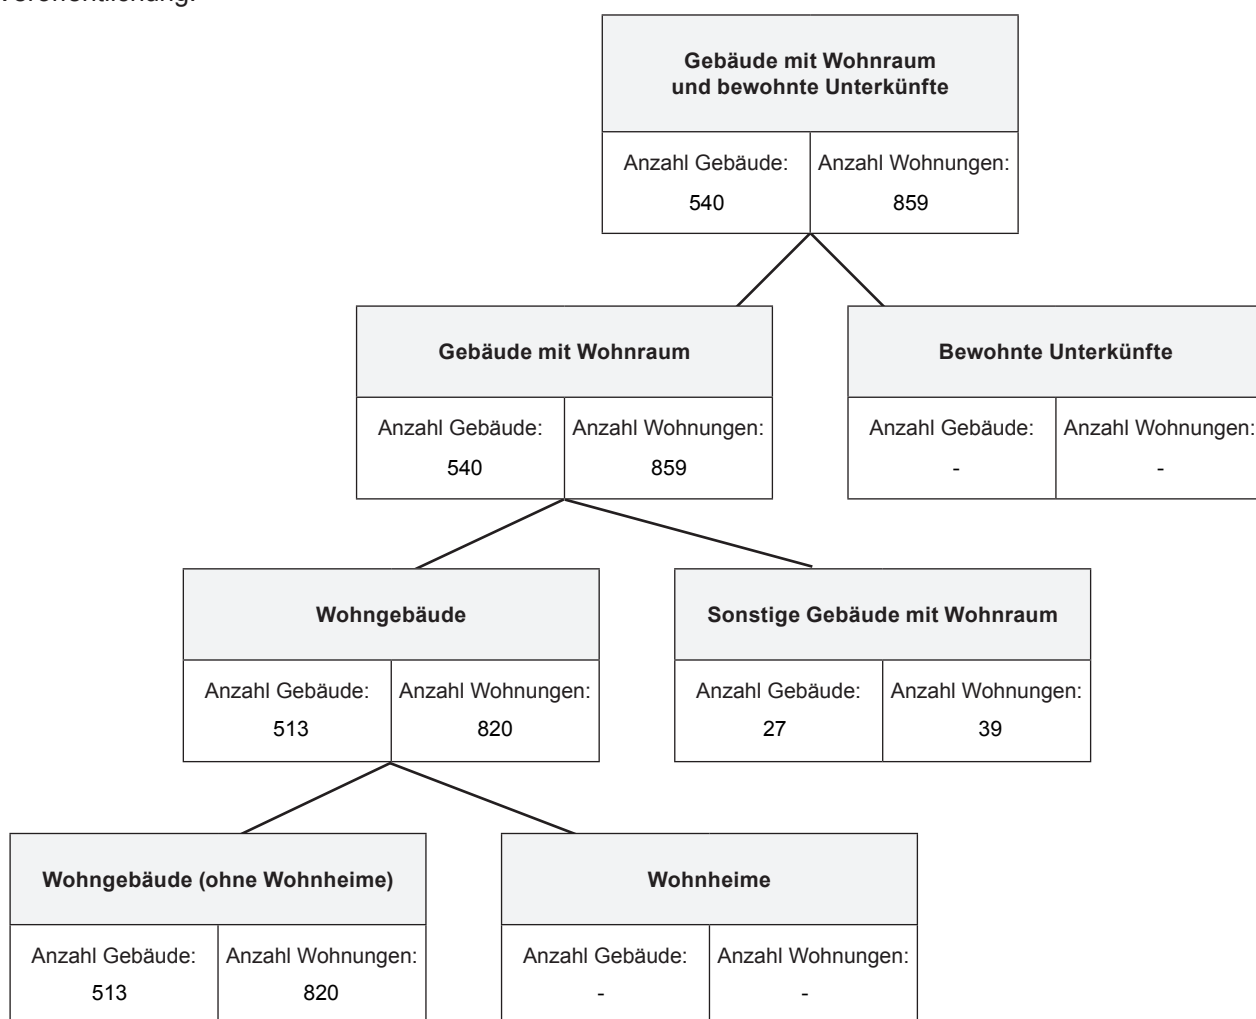 Veröffentlichung.
Gebäude mit Wohnraum
und bewohnte Unterkünfte
Anzahl Gebäude: Anzahl Wohnungen:
540 859
Gebäude mit Wohnraum Bewohnte Unterkünfte
Anzahl Gebäude: Anzahl Wohnungen: Anzahl Gebäude: Anzahl Wohnungen:
540 859 - -
Wohngebäude Sonstige Gebäude mit Wohnraum
Anzahl Gebäude: Anzahl Wohnungen: Anzahl Gebäude: Anzahl Wohnungen:
513 820 27 39
Wohngebäude (ohne Wohnheime) Wohnheime
Anzahl Gebäude: Anzahl Wohnungen: Anzahl Gebäude: Anzahl Wohnungen:
513 820 - -